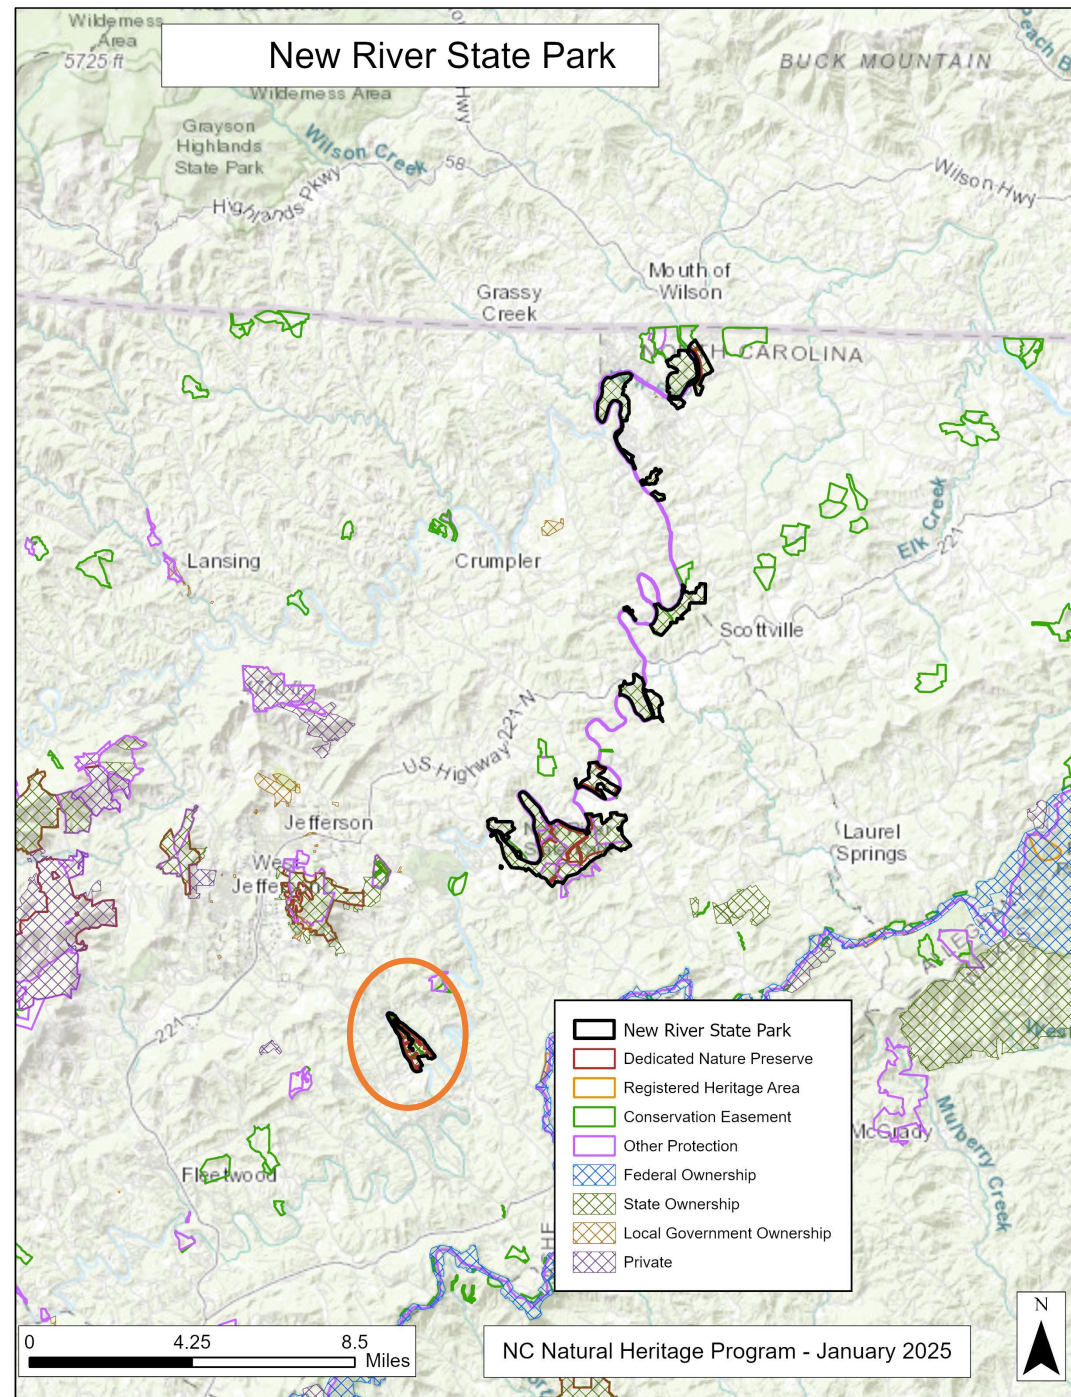 Wilderness
Area
5725 ft
New River State Park
BUCK MOUNTAIN
Wilderness Area
Hwy
Grayson
Highlands
State Park
Wilson Creek
58
Highlands Pkwy
Wilson Hwy
Mouth of
Wilson
Grassy
Creek
NORTH CAROLINA
Elk Creek
221
Lansing
Crumpler
Scottville
US Highway 221 N
Jefferson
West
Jefferson
Laurel
Springs
221
New River State Park
Dedicated Nature Preserve
Registered Heritage Area
Conservation Easement
Other Protection
Federal Ownership
State Ownership
Local Government Ownership
Private
West
McGrady
Mulberry Creek
Fleetwood
0 4.25 8.5
Miles
NC Natural Heritage Program - January 2025
N